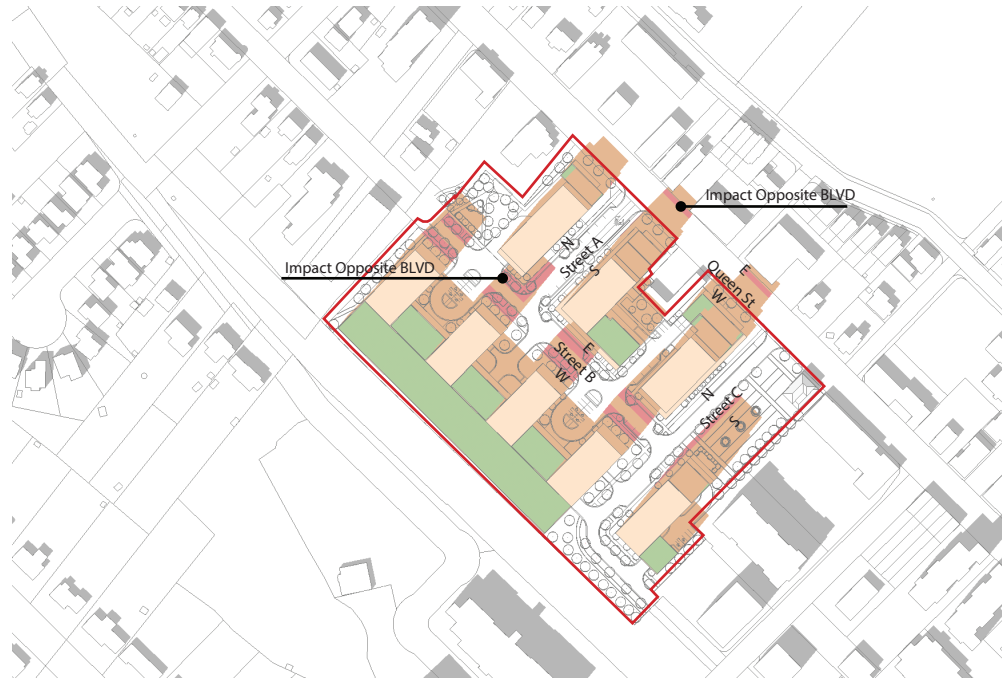 Impact Opposite BLVD
Impact Opposite BLVD
N
Street A
S
E
Queen St
W
E
Street B
W
N
Street C
S